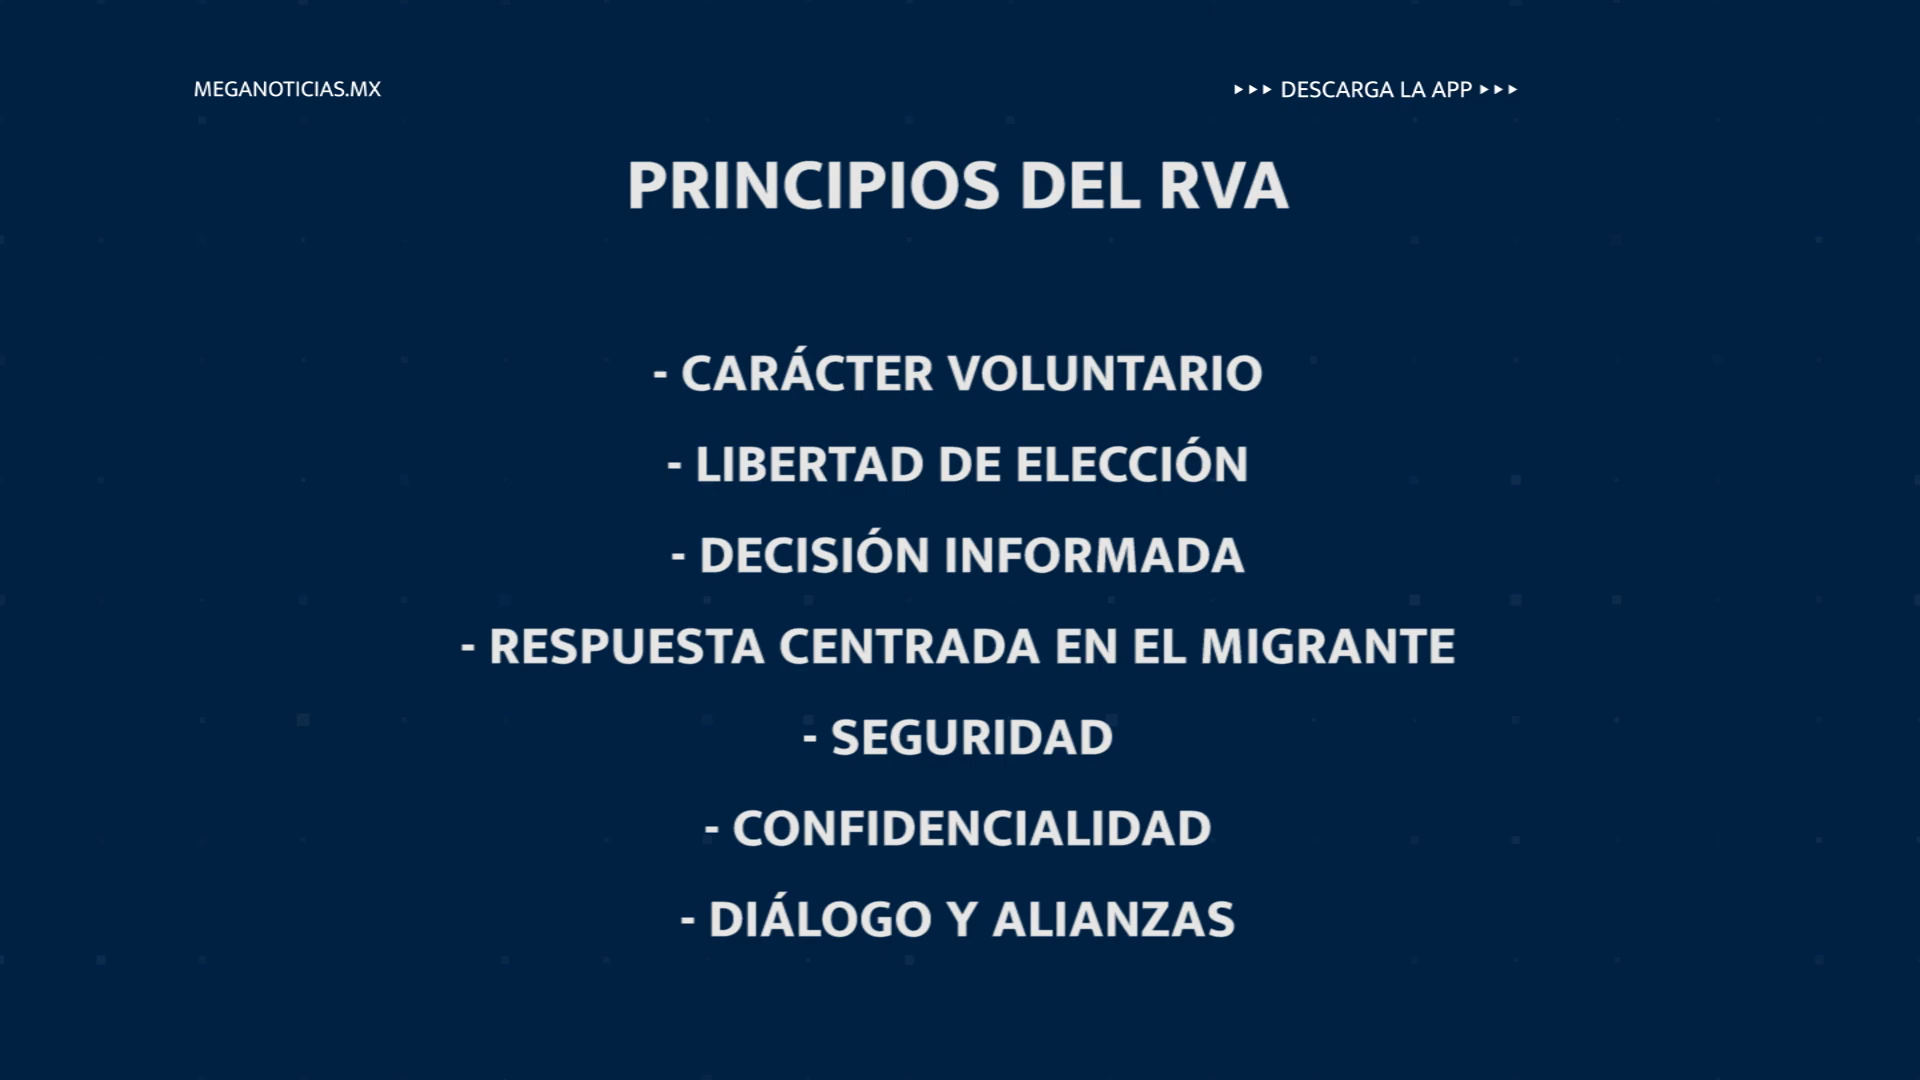 MEGANOTICIAS.MX
DESCARGA LA APP
PRINCIPIOS DEL RVA
- CARÁCTER VOLUNTARIO
- LIBERTAD DE ELECCIÓN
- DECISIÓN INFORMADA
- RESPUESTA CENTRADA EN EL MIGRANTE
- SEGURIDAD
- CONFIDENCIALIDAD
- DIÁLOGO Y ALIANZAS